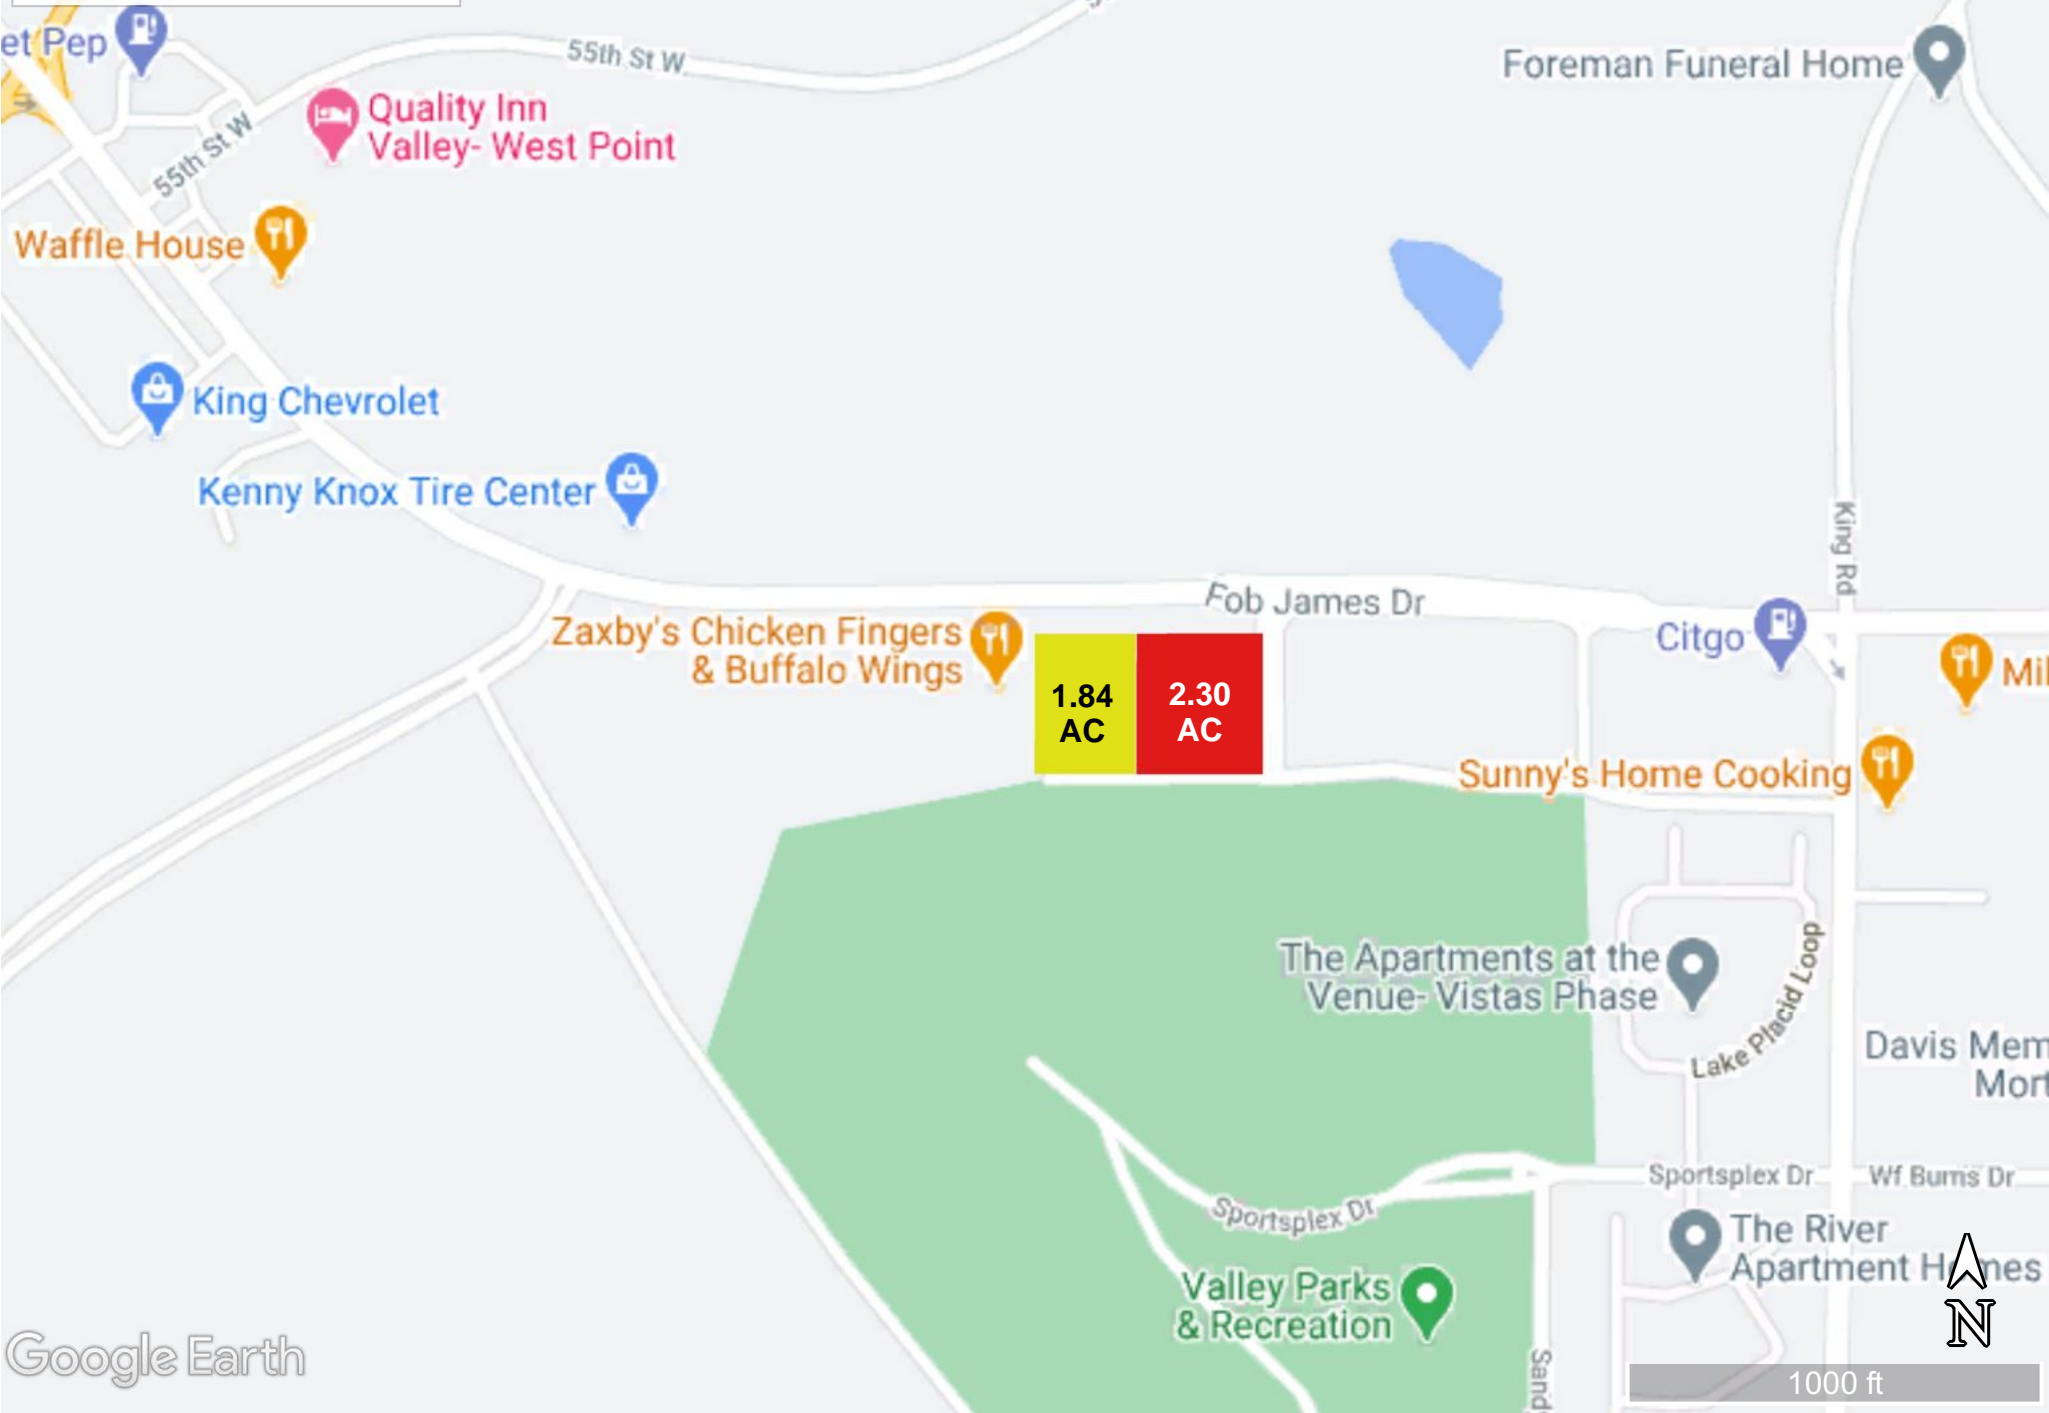 et Pep
55th St W
Foreman Funeral Home
Quality Inn
Valley- West Point
55th St W
Waffle House
King Chevrolet
Kenny Knox Tire Center
King Rd
Fob James Dr
Zaxby's Chicken Fingers
& Buffalo Wings
Citgo
Mil
1.84
AC
2.30
AC
Sunny's Home Cooking
The Apartments at the
Venue- Vistas Phase
Lake Placid Loop
Davis Mem
Mort
Sportsplex Dr
Wf Burns Dr
Sportsplex Dr
The River
Apartment Homes
Valley Parks
& Recreation
N
Google Earth
Sand
1000 ft